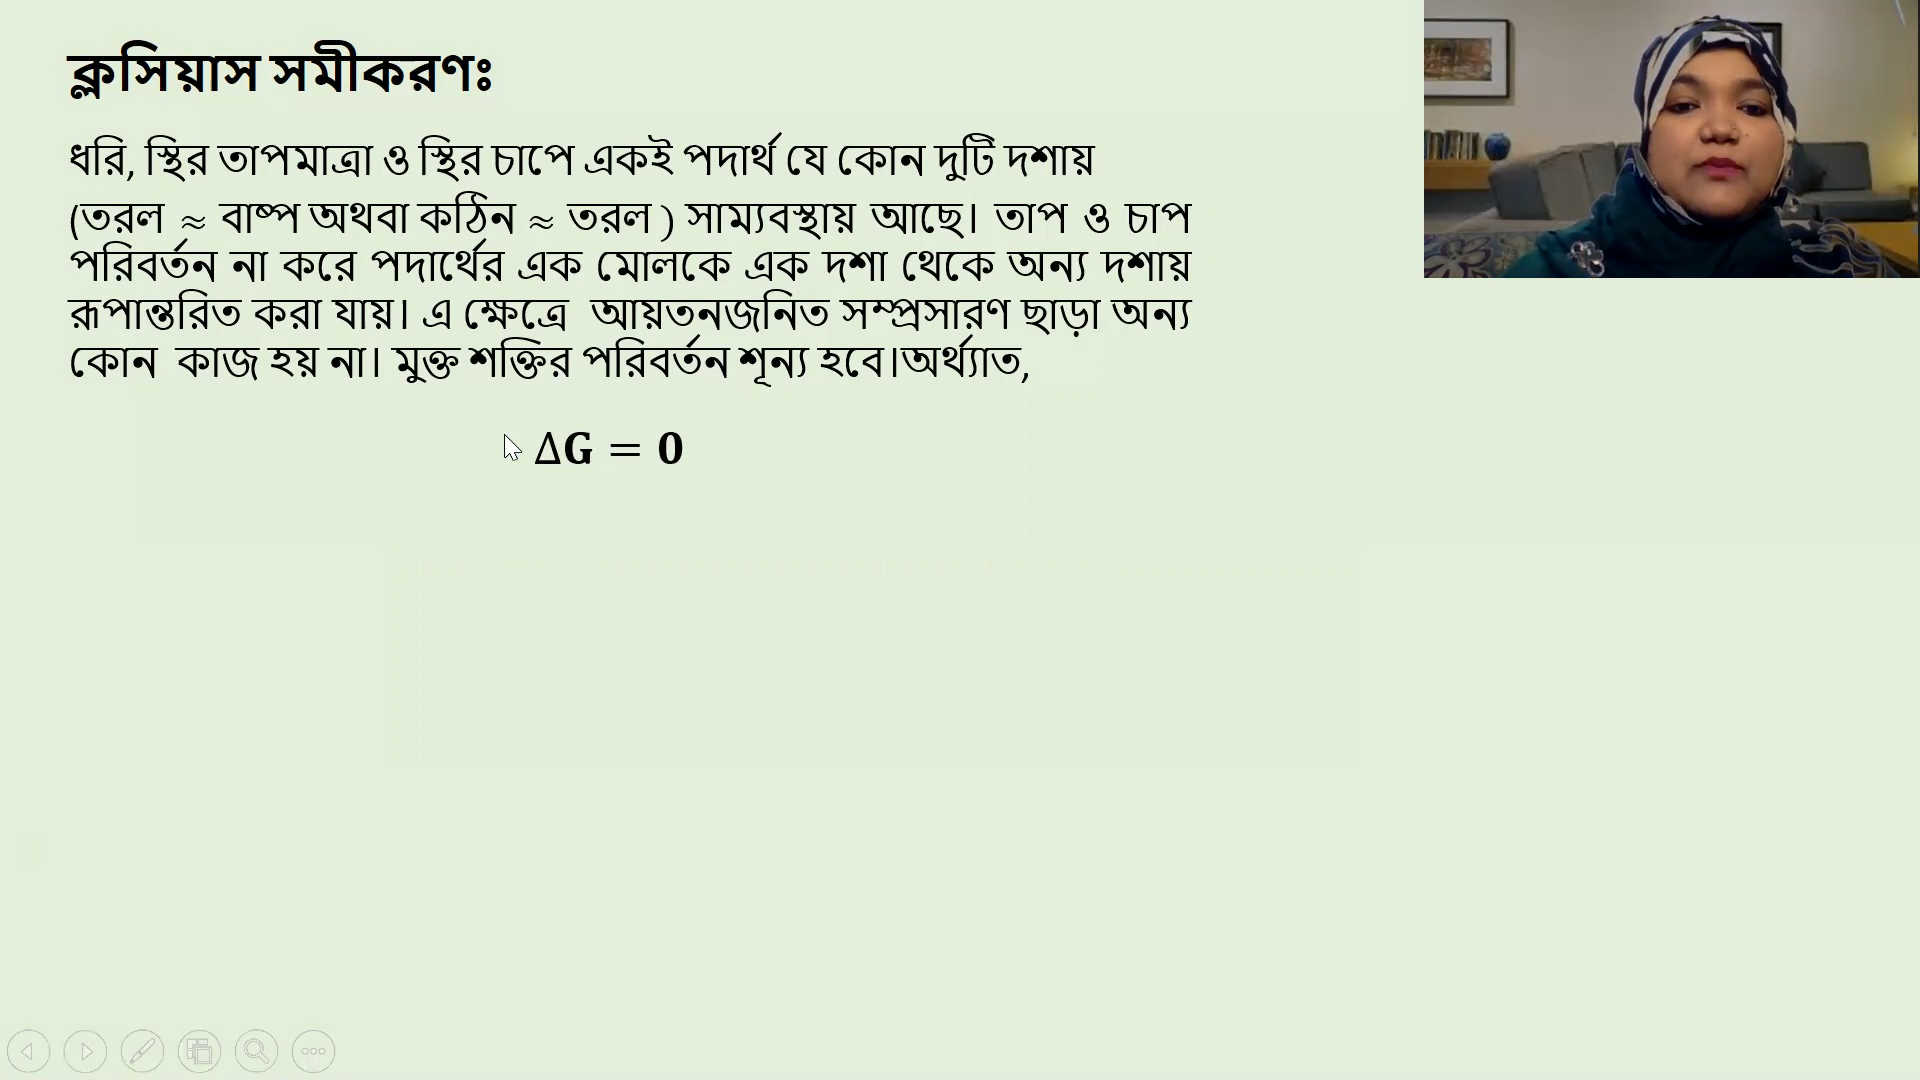 ক্লসিয়াস সমীকরণঃ
ধরি, স্থির তাপমাত্রা ও স্থির চাপে একই পদার্থ যে কোন দুটি দশায়
(তরল ≈ বাষ্প অথবা কঠিন ≈ তরল ) সাম্যবস্থায় আছে। তাপ ও চাপ
পরিবর্তন না করে পদার্থের এক মোলকে এক দশা থেকে অন্য দশায়
রূপান্তরিত করা যায়। এ ক্ষেত্রে আয়তনজনিত সম্প্রসারণ ছাড়া অন্য
কোন কাজ হয় না। মুক্ত শক্তির পরিবর্তন শূন্য হবে।অর্থ্যাত,
ΔG = 0